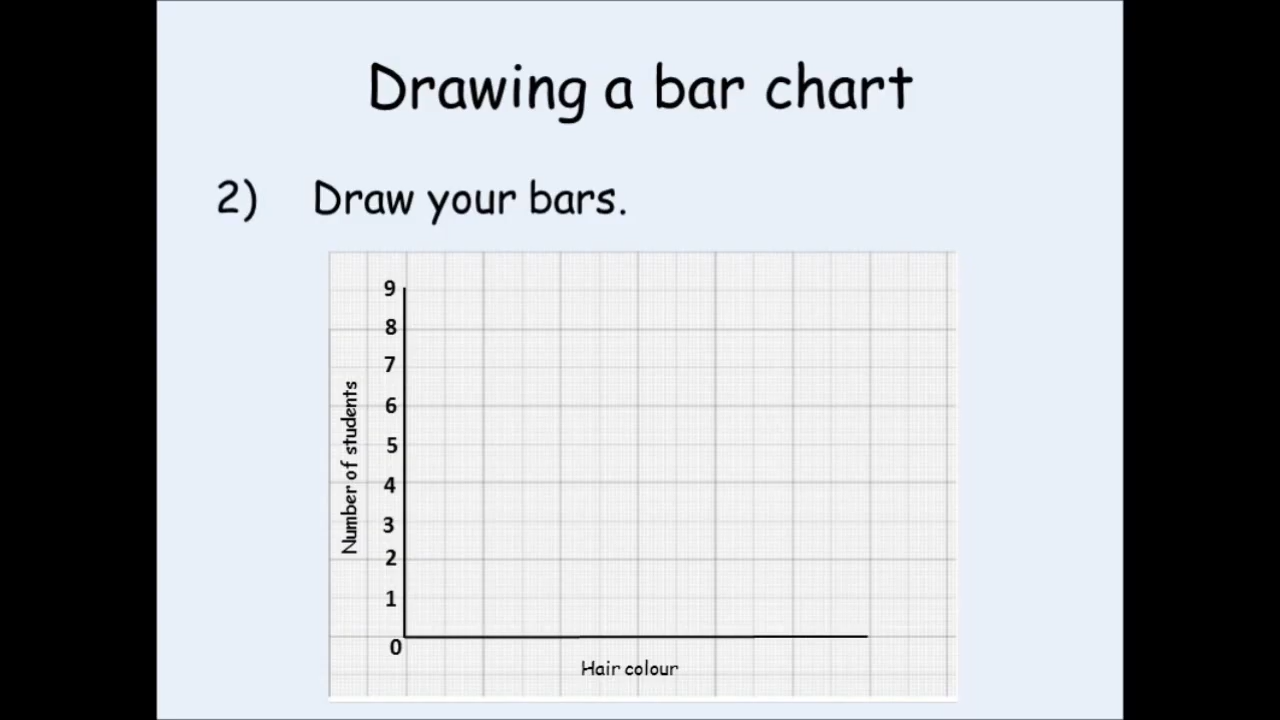 Drawing a bar chart
2) Draw your bars.
9
8
7
6
5
4
3
2
1
0
Number of students
Hair colour